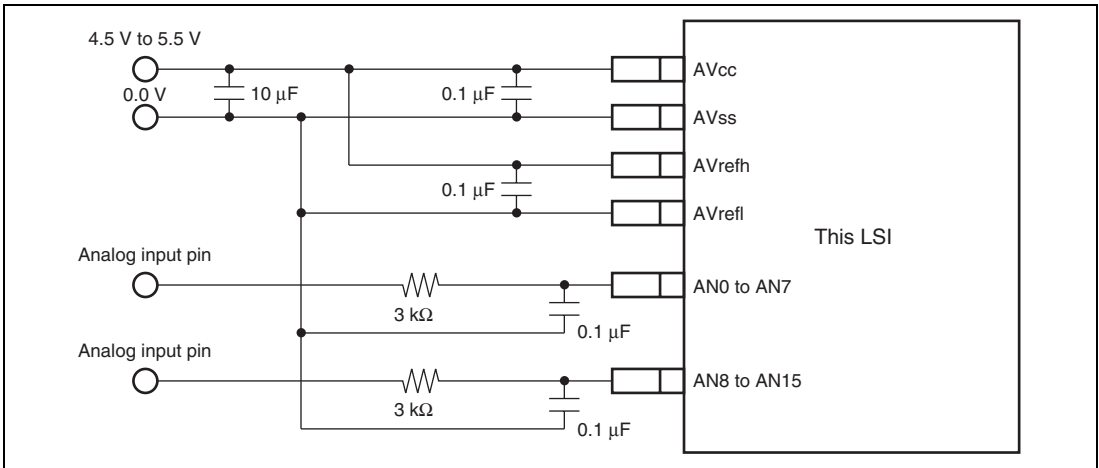 4.5 V to 5.5 V
0.0 V
10 μF
0.1 μF
AVcc
AVss
0.1 μF
AVrefh
AVrefl
This LSI
Analog input pin
3 kΩ
0.1 μF
AN0 to AN7
Analog input pin
3 kΩ
0.1 μF
AN8 to AN15